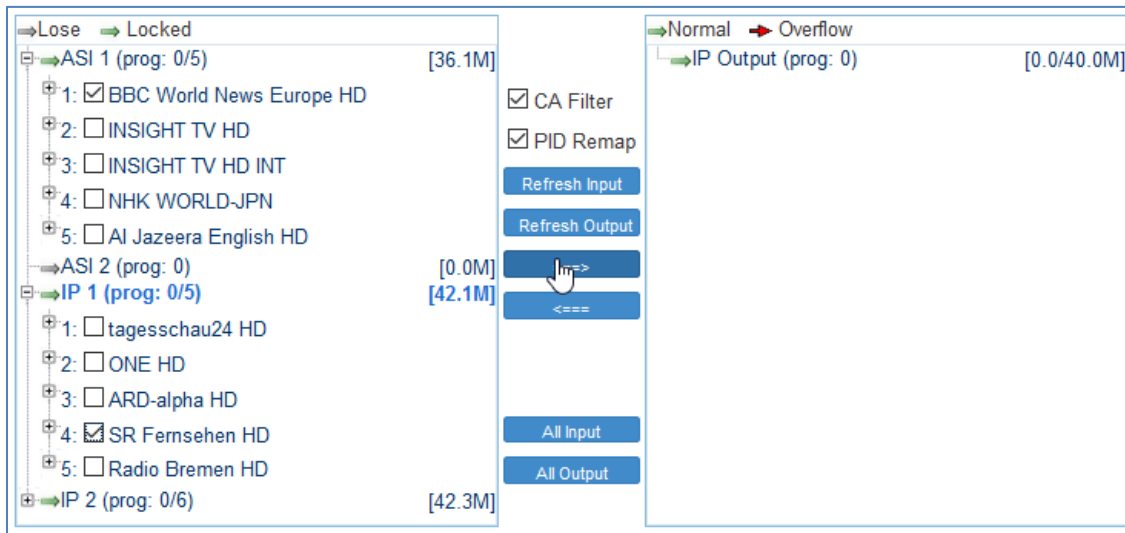 Lose Locked
ASI 1 (prog: 0/5) [36.1M]
1: BBC World News Europe HD
2: INSIGHT TV HD
3: INSIGHT TV HD INT
4: NHK WORLD-JPN
5: Al Jazeera English HD
ASI 2 (prog: 0) [0.0M]
IP 1 (prog: 0/5) [42.1M]
1: tagesschau24 HD
2: ONE HD
3: ARD-alpha HD
4: SR Fernsehen HD
5: Radio Bremen HD
IP 2 (prog: 0/6) [42.3M]
CA Filter
PID Remap
Refresh Input
Refresh Output
<===
All Input
All Output
Normal Overflow
IP Output (prog: 0) [0.0/40.0M]